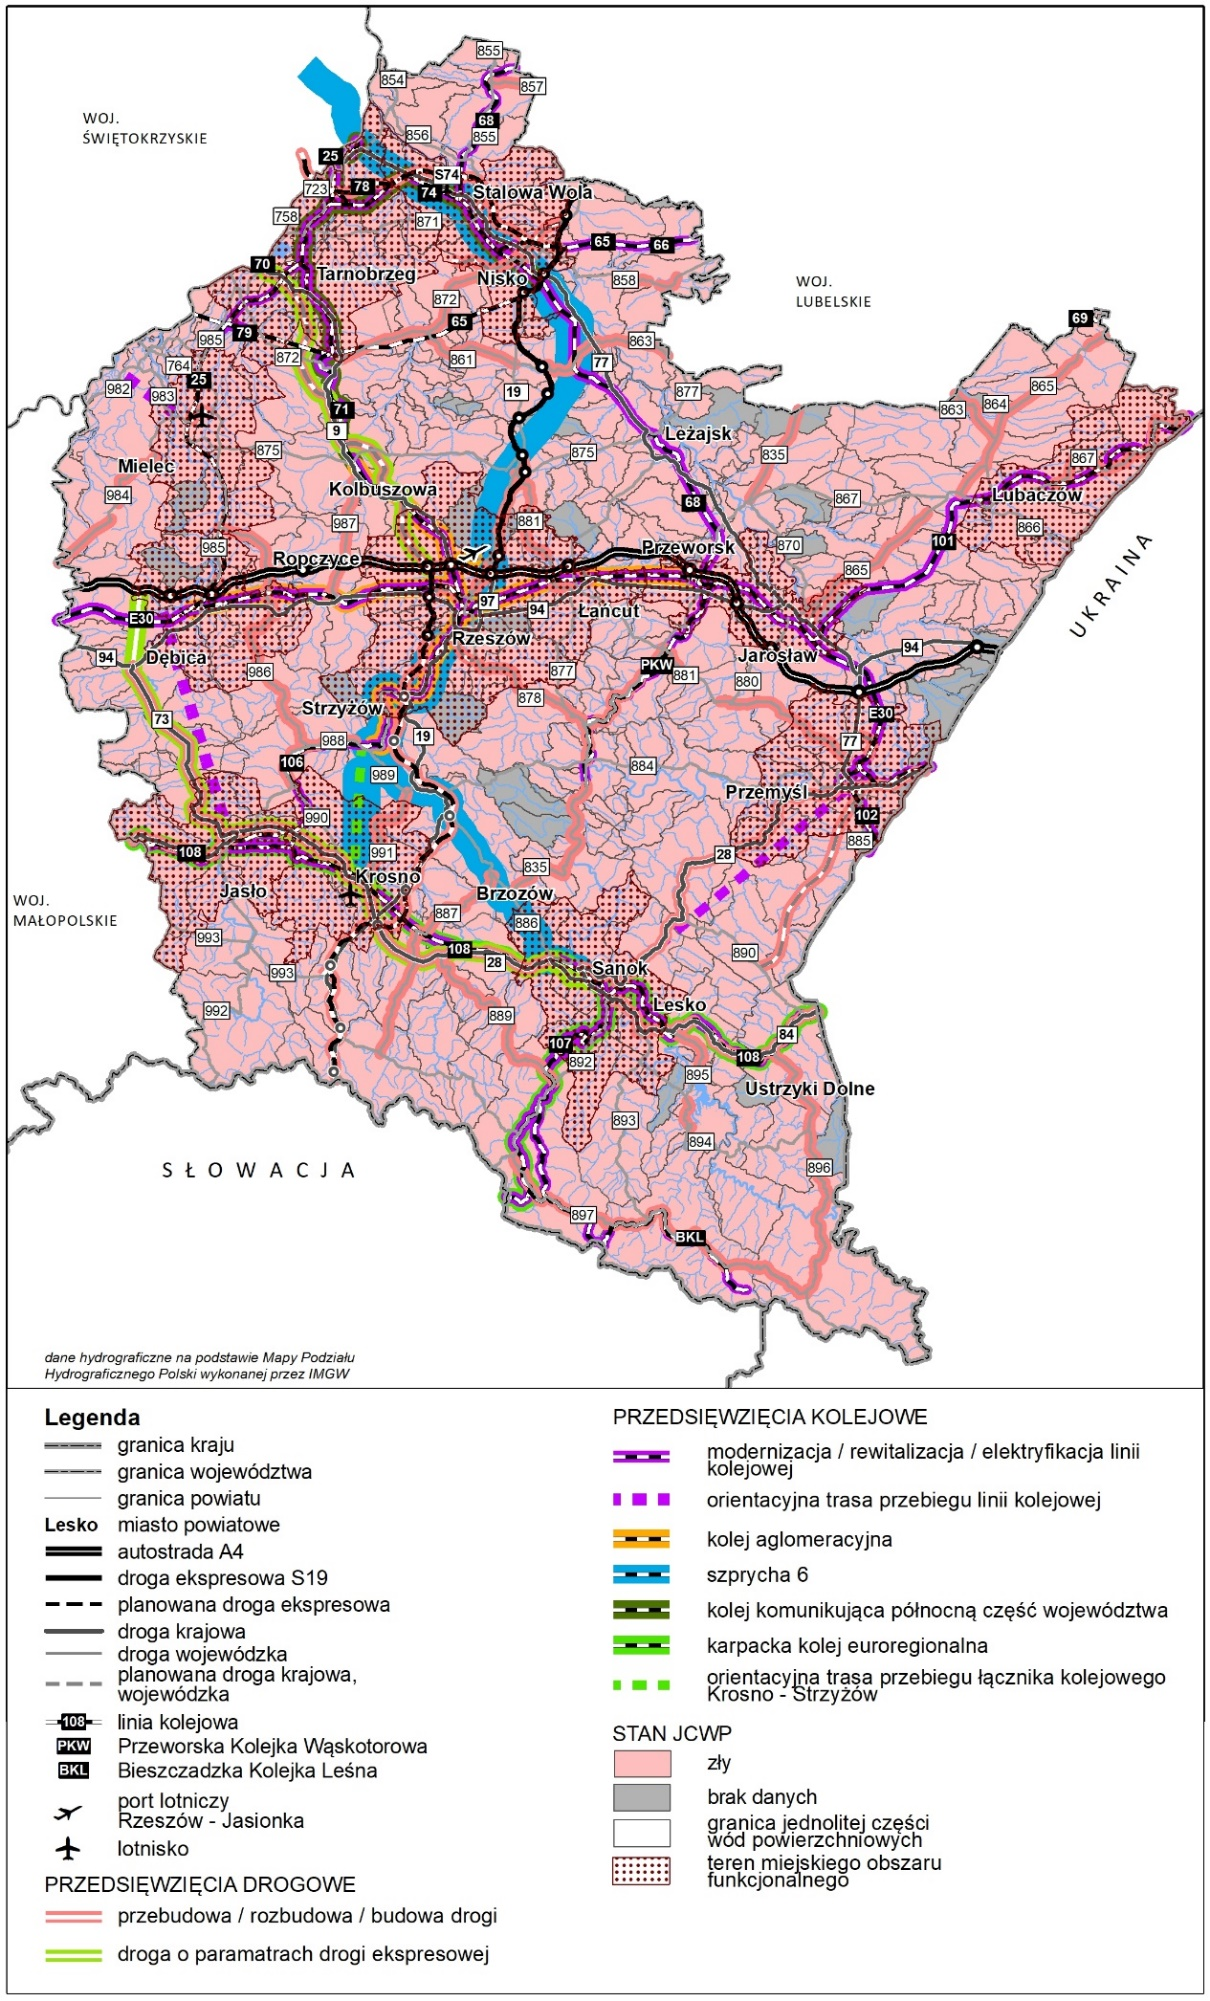 855
854
857
WOJ.
ŚWIĘTOKRZYSKIE
68
856
855
25
S74
723
78
74
Stalowa Wola
758
871
65
66
70
Tarnobrzeg
Nisko
858
WOJ.
LUBELSKIE
872
65
69
79
985
863
872
861
77
764
25
982
983
19
877
865
864
863
71
9
Leżajsk
875
875
835
867
Mielec
Kolbuszowa
984
867
Lubaczów
68
987
881
866
985
870
101
Ropczyce
Przeworsk
865
UKRAINA
97
94
Łańcut
E30
Rzeszów
94
Dębica
Jarosław
94
986
877
PKW
881
880
878
Strzyżów
73
E30
988
19
77
106
989
884
Przemyśl
990
102
885
108
991
28
835
Krosno
Jasło
Brzozów
WOJ.
MAŁOPOLSKIE
887
886
993
108
28
890
993
Sanok
992
Lesko
889
84
107
108
892
895
Ustrzyki Dolne
893
894
SŁOWACJA
896
897
BKL
dane hydrograficzne na podstawie Mapy Podziału
Hydrograficznego Polski wykonanej przez IMGW
Legenda
granica kraju
granica województwa
granica powiatu
Lesko miasto powiatowe
autostrada A4
droga ekspresowa S19
planowana droga ekspresowa
droga krajowa
droga wojewódzka
planowana droga krajowa,
wojewódzka
108 linia kolejowa
PKW Przeworska Kolejka Wąskotorowa
BKL Bieszczadzka Kolejka Leśna
port lotniczy
Rzeszów - Jasionka
lotnisko
PRZEDSIĘWZIĘCIA DROGOWE
przebudowa / rozbudowa / budowa drogi
droga o paramatrach drogi ekspresowej
PRZEDSIĘWZIĘCIA KOLEJOWE
modernizacja / rewitalizacja / elektryfikacja linii
kolejowej
orientacyjna trasa przebiegu linii kolejowej
kolej aglomeracyjna
szprycha 6
kolej komunikująca północną część województwa
karpacka kolej euroregionalna
orientacyjna trasa przebiegu łącznika kolejowego
Krosno - Strzyżów
STAN JCWP
zły
brak danych
granica jednolitej części
wód powierzchniowych
teren miejskiego obszaru
funkcjonalnego